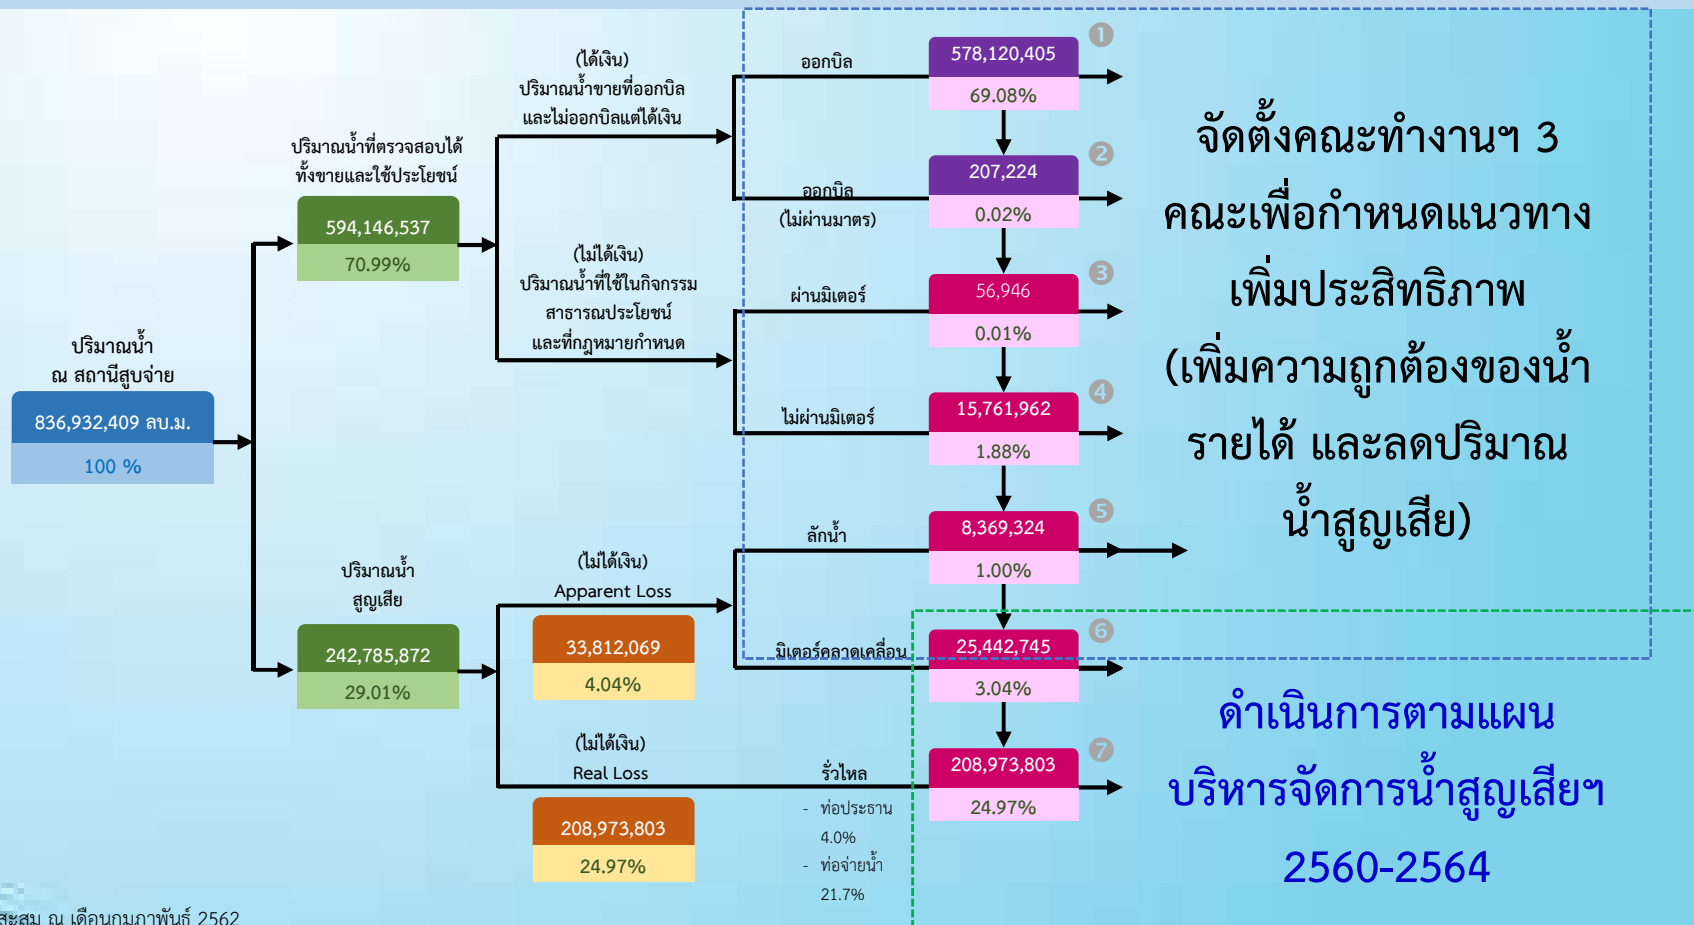 ปริมาณน้ำ
ณ สถานีสูบจ่าย
836,932,409 ลบ.ม.
100 %
ปริมาณน้ำที่ตรวจสอบได้
ทั้งขายและใช้ประโยชน์
594,146,537
70.99%
ปริมาณน้ำ
สูญเสีย
242,785,872
29.01%
(ได้เงิน)
ปริมาณน้ำขายที่ออกบิล
และไม่ออกบิลแต่ได้เงิน
(ไม่ได้เงิน)
ปริมาณน้ำที่ใช้ในกิจกรรม
สาธารณประโยชน์
และที่กฎหมายกำหนด
(ไม่ได้เงิน)
Apparent Loss
33,812,069
4.04%
(ไม่ได้เงิน)
Real Loss
208,973,803
24.97%
ออกบิล
578,120,405
69.08%
❶
ออกบิล
(ไม่ผ่านมาตร)
207,224
0.02%
❷
ผ่านมิเตอร์
56,946
0.01%
❸
ไม่ผ่านมิเตอร์
15,761,962
1.88%
❹
ลักน้ำ
8,369,324
1.00%
❺
มิเตอร์คลาดเคลื่อน
25,442,745
3.04%
❻
รั่วไหล
- ท่อประธาน
4.0%
- ท่อจ่ายน้ำ
21.7%
208,973,803
24.97%
❼
จัดตั้งคณะทำงานฯ 3
คณะเพื่อกำหนดแนวทาง
เพิ่มประสิทธิภาพ
(เพิ่มความถูกต้องของน้ำ
รายได้ และลดปริมาณ
น้ำสูญเสีย)
ดำเนินการตามแผน
บริหารจัดการน้ำสูญเสียฯ
2560-2564
สะสม ณ เดือนกุมภาพันธ์ 2562